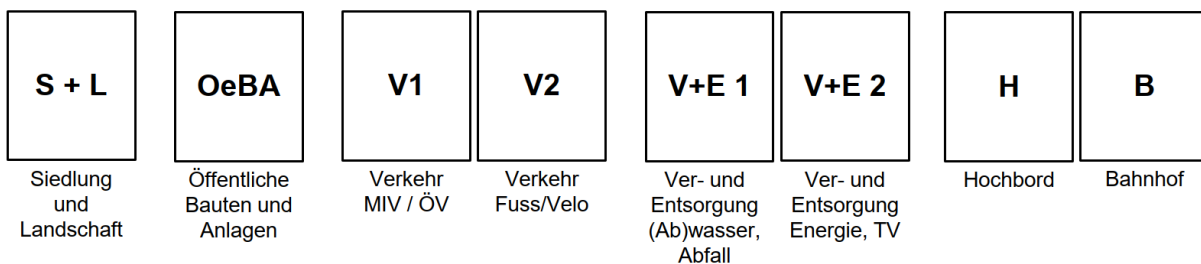 S + L
OeBA
V1
V2
V+E 1
V+E 2
H
B
Siedlung
und
Landschaft
Öffentliche
Bauten und
Anlagen
Verkehr
MIV / ÖV
Verkehr
Fuss/Velo
Ver- und
Entsorgung
(Ab)wasser,
Abfall
Ver- und
Entsorgung
Energie, TV
Hochbord
Bahnhof